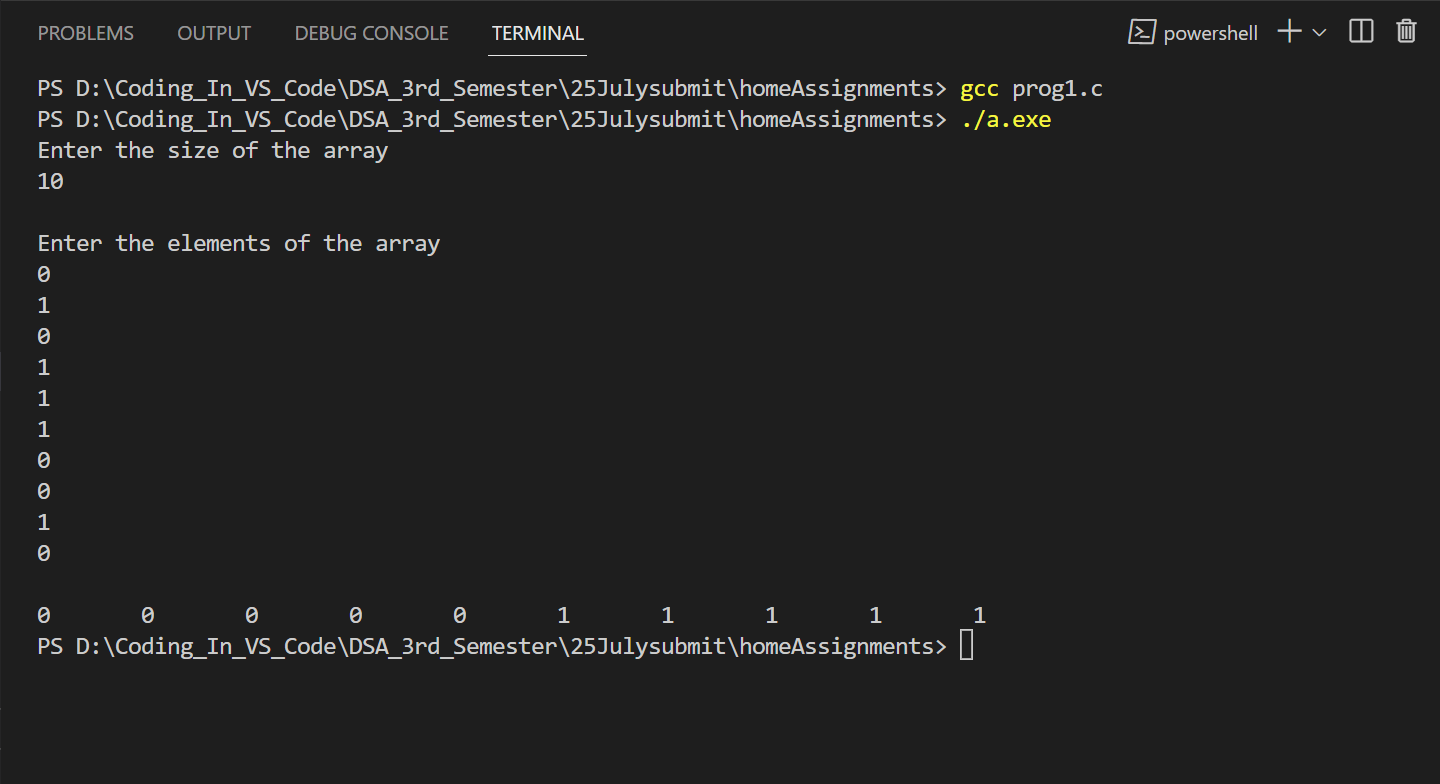 PROBLEMS OUTPUT DEBUG CONSOLE TERMINAL powershell
PS D:\Coding_In_VS_Code\DSA_3rd_Semester\25Julysubmit\homeAssignments> gcc prog1.c
PS D:\Coding_In_VS_Code\DSA_3rd_Semester\25Julysubmit\homeAssignments> ./a.exe
Enter the size of the array
10
Enter the elements of the array
0
1
0
1
1
1
0
0
1
0
0 0 0 0 0 1 1 1 1 1
PS D:\Coding_In_VS_Code\DSA_3rd_Semester\25Julysubmit\homeAssignments>